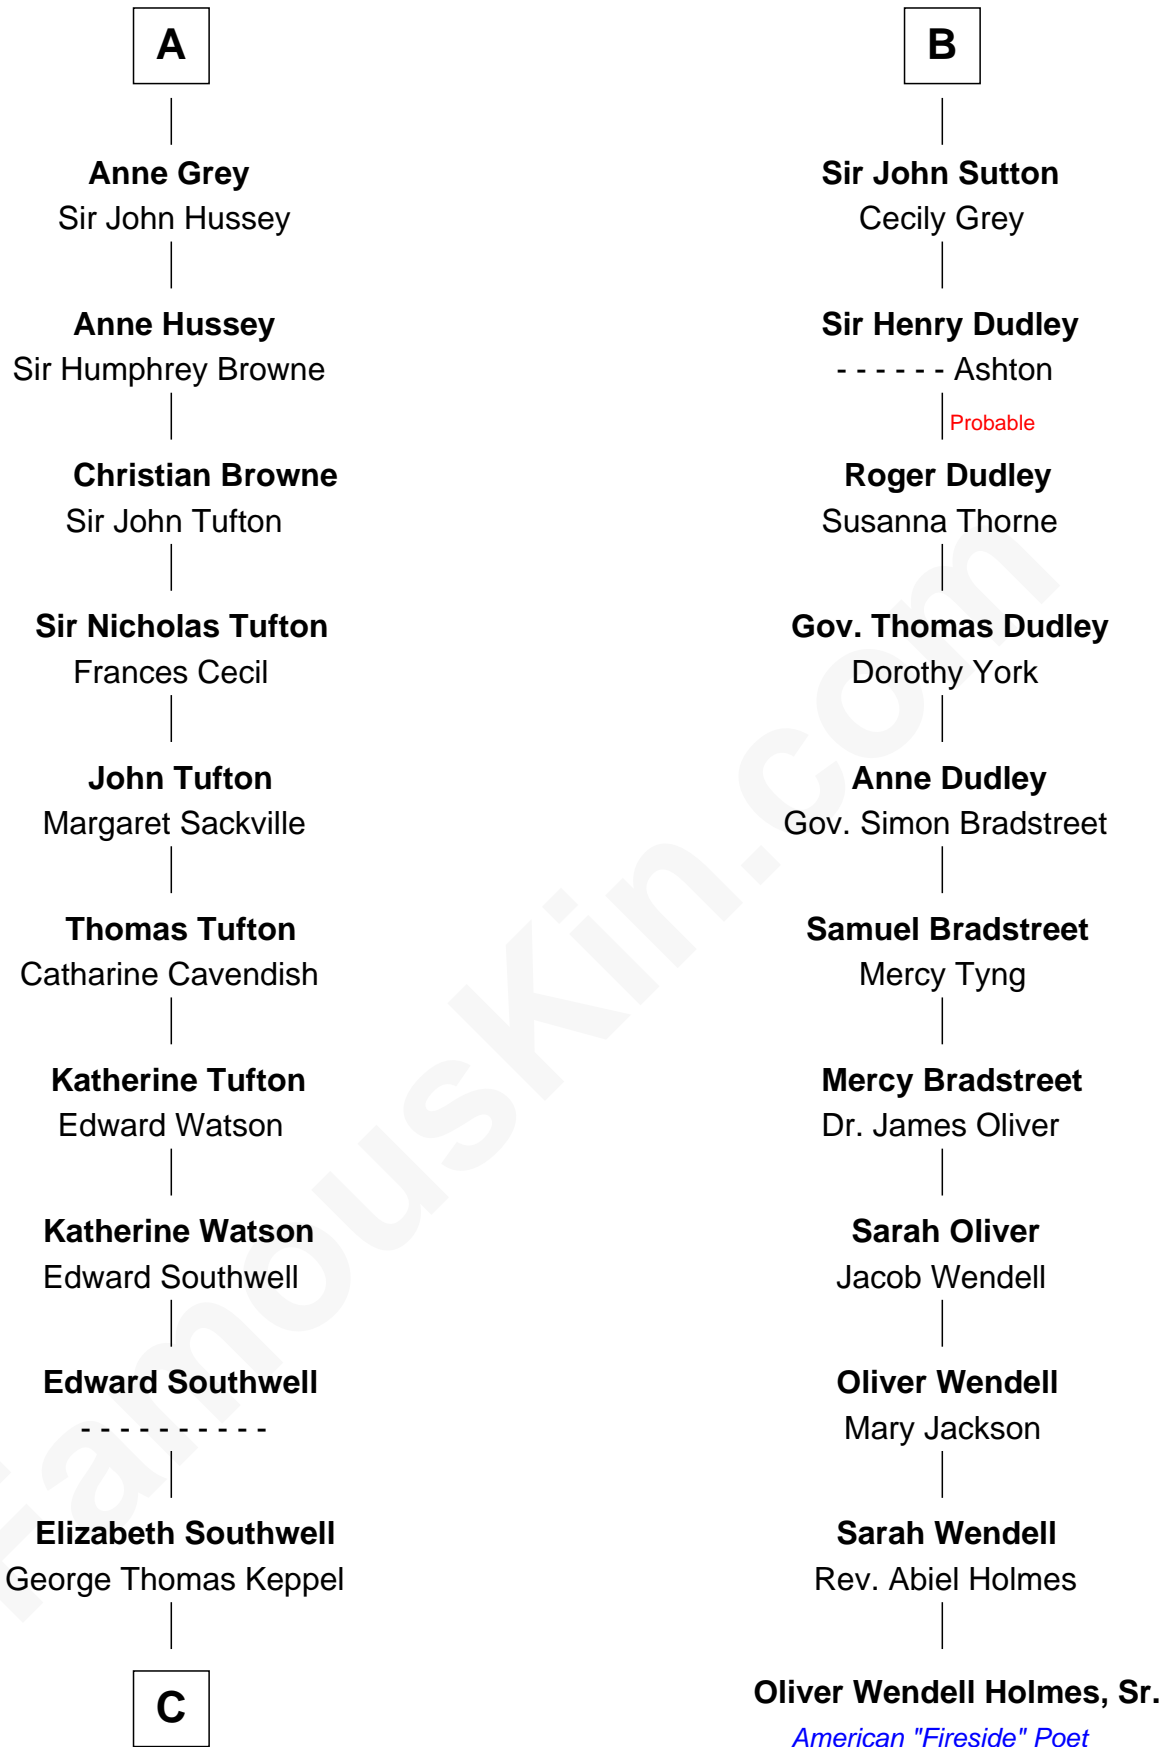 A
Anne Grey
Sir John Hussey
Anne Hussey
Sir Humphrey Browne
Christian Browne
Sir John Tufton
Sir Nicholas Tufton
Frances Cecil
John Tufton
Margaret Sackville
Thomas Tufton
Catharine Cavendish
Katherine Tufton
Edward Watson
Katherine Watson
Edward Southwell
Edward Southwell
- - - - - - - - - -
Elizabeth Southwell
George Thomas Keppel
C
B
Sir John Sutton
Cecily Grey
Sir Henry Dudley
- - - - - - Ashton
Probable
Roger Dudley
Susanna Thorne
Gov. Thomas Dudley
Dorothy York
Anne Dudley
Gov. Simon Bradstreet
Samuel Bradstreet
Mercy Tyng
Mercy Bradstreet
Dr. James Oliver
Sarah Oliver
Jacob Wendell
Oliver Wendell
Mary Jackson
Sarah Wendell
Rev. Abiel Holmes
Oliver Wendell Holmes, Sr.
American "Fireside" Poet
FamousKin.com